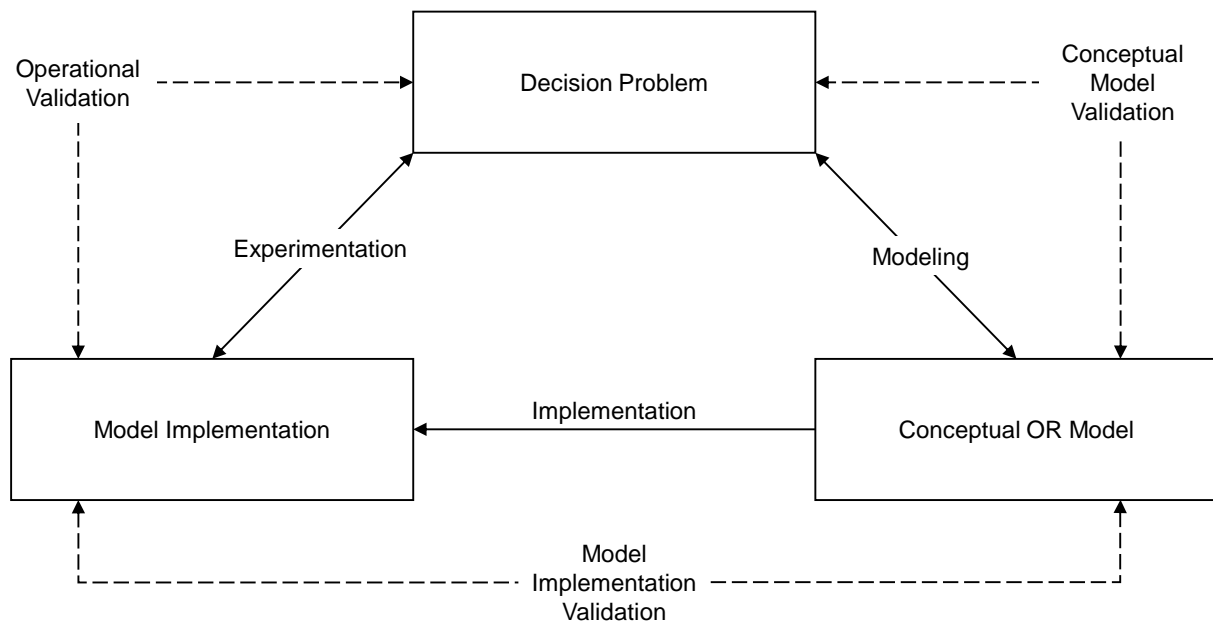 Decision Problem
Operational
Validation
Conceptual
Model
Validation
Experimentation
Modeling
Model Implementation
Implementation
Conceptual OR Model
Model
Implementation
Validation